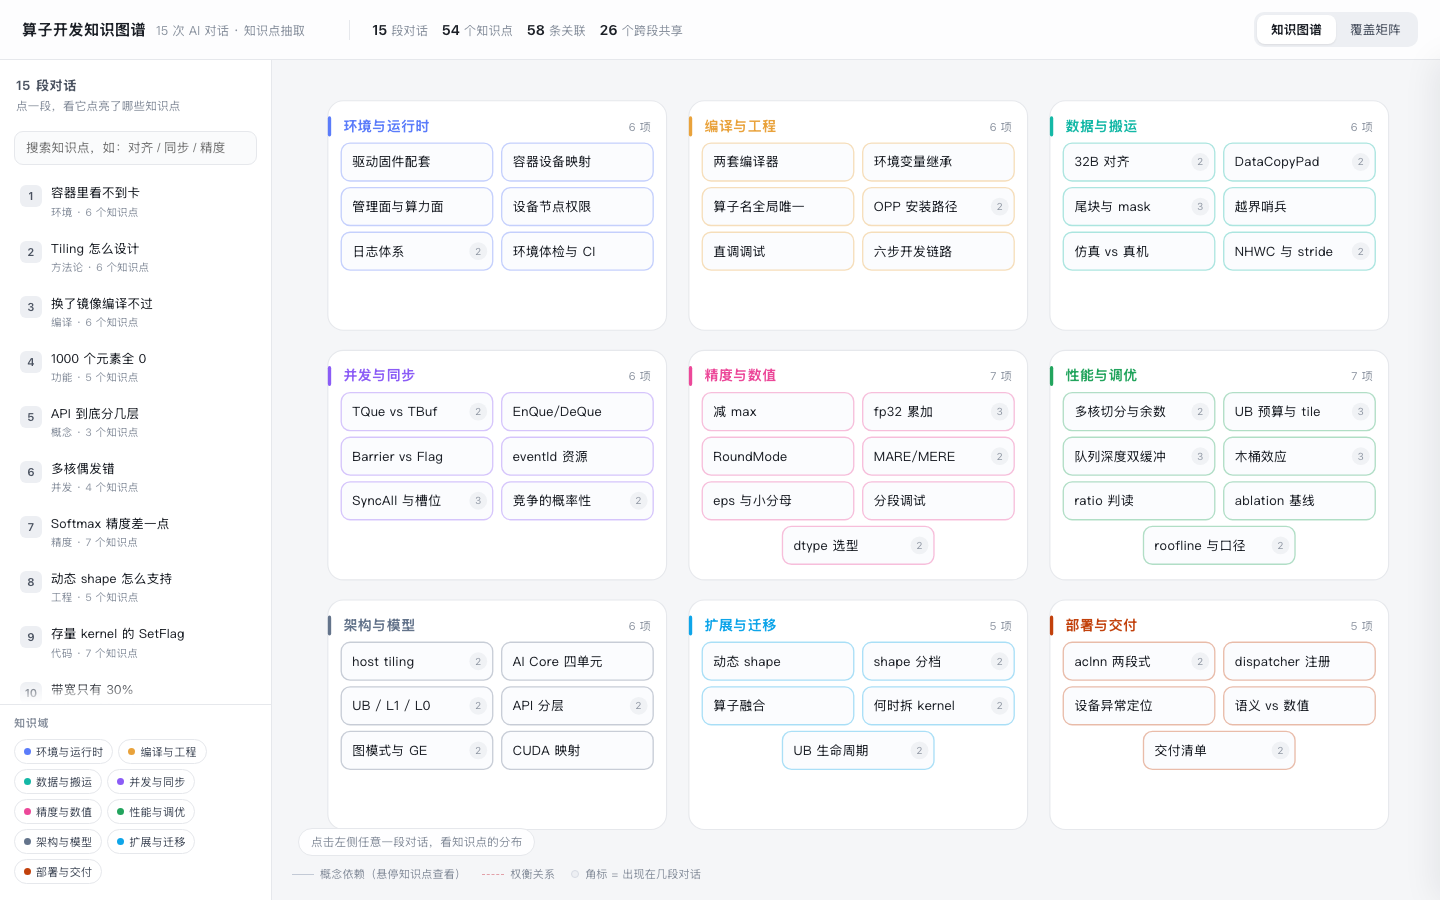 算子开发知识图谱
15 次 AI 对话 · 知识点抽取
15 段对话
54 个知识点
58 条关联
26 个跨段共享
知识图谱
覆盖矩阵
15 段对话
点一段，看它点亮了哪些知识点
搜索知识点，如：对齐 / 同步 / 精度
1
容器里看不到卡
环境 · 6 个知识点
2
Tiling 怎么设计
方法论 · 6 个知识点
3
换了镜像编译不过
编译 · 6 个知识点
4
1000 个元素全 0
功能 · 5 个知识点
5
API 到底分几层
概念 · 3 个知识点
6
多核偶发错
并发 · 4 个知识点
7
Softmax 精度差一点
精度 · 7 个知识点
8
动态 shape 怎么支持
工程 · 5 个知识点
9
存量 kernel 的 SetFlag
代码 · 7 个知识点
10
带宽只有 30%
知识域
环境与运行时
编译与工程
数据与搬运
并发与同步
精度与数值
性能与调优
架构与模型
扩展与迁移
部署与交付
环境与运行时
6 项
驱动固件配套
容器设备映射
管理面与算力面
设备节点权限
日志体系 2
环境体检与 CI
编译与工程
6 项
两套编译器
环境变量继承
算子名全局唯一
OPP 安装路径 2
直调调试
六步开发链路
数据与搬运
6 项
32B 对齐 2
DataCopyPad 2
尾块与 mask 3
越界哨兵
仿真 vs 真机
NHWC 与 stride 2
并发与同步
6 项
TQue vs TBuf 2
EnQue/DeQue
Barrier vs Flag
eventId 资源
SyncAll 与槽位 3
竞争的概率性 2
精度与数值
7 项
减 max
fp32 累加 3
RoundMode
MARE/MERE 2
eps 与小分母
分段调试
dtype 选型 2
性能与调优
7 项
多核切分与余数 2
UB 预算与 tile 3
队列深度双缓冲 3
木桶效应 3
ratio 判读
ablation 基线
roofline 与口径 2
架构与模型
6 项
host tiling 2
AI Core 四单元
UB / L1 / L0 2
API 分层 2
图模式与 GE 2
CUDA 映射
扩展与迁移
5 项
动态 shape
shape 分档 2
算子融合
何时拆 kernel 2
UB 生命周期 2
部署与交付
5 项
aclnn 两段式 2
dispatcher 注册
设备异常定位
语义 vs 数值
交付清单 2
点击左侧任意一段对话，看知识点的分布
概念依赖（悬停知识点查看）
权衡关系
角标 = 出现在几段对话